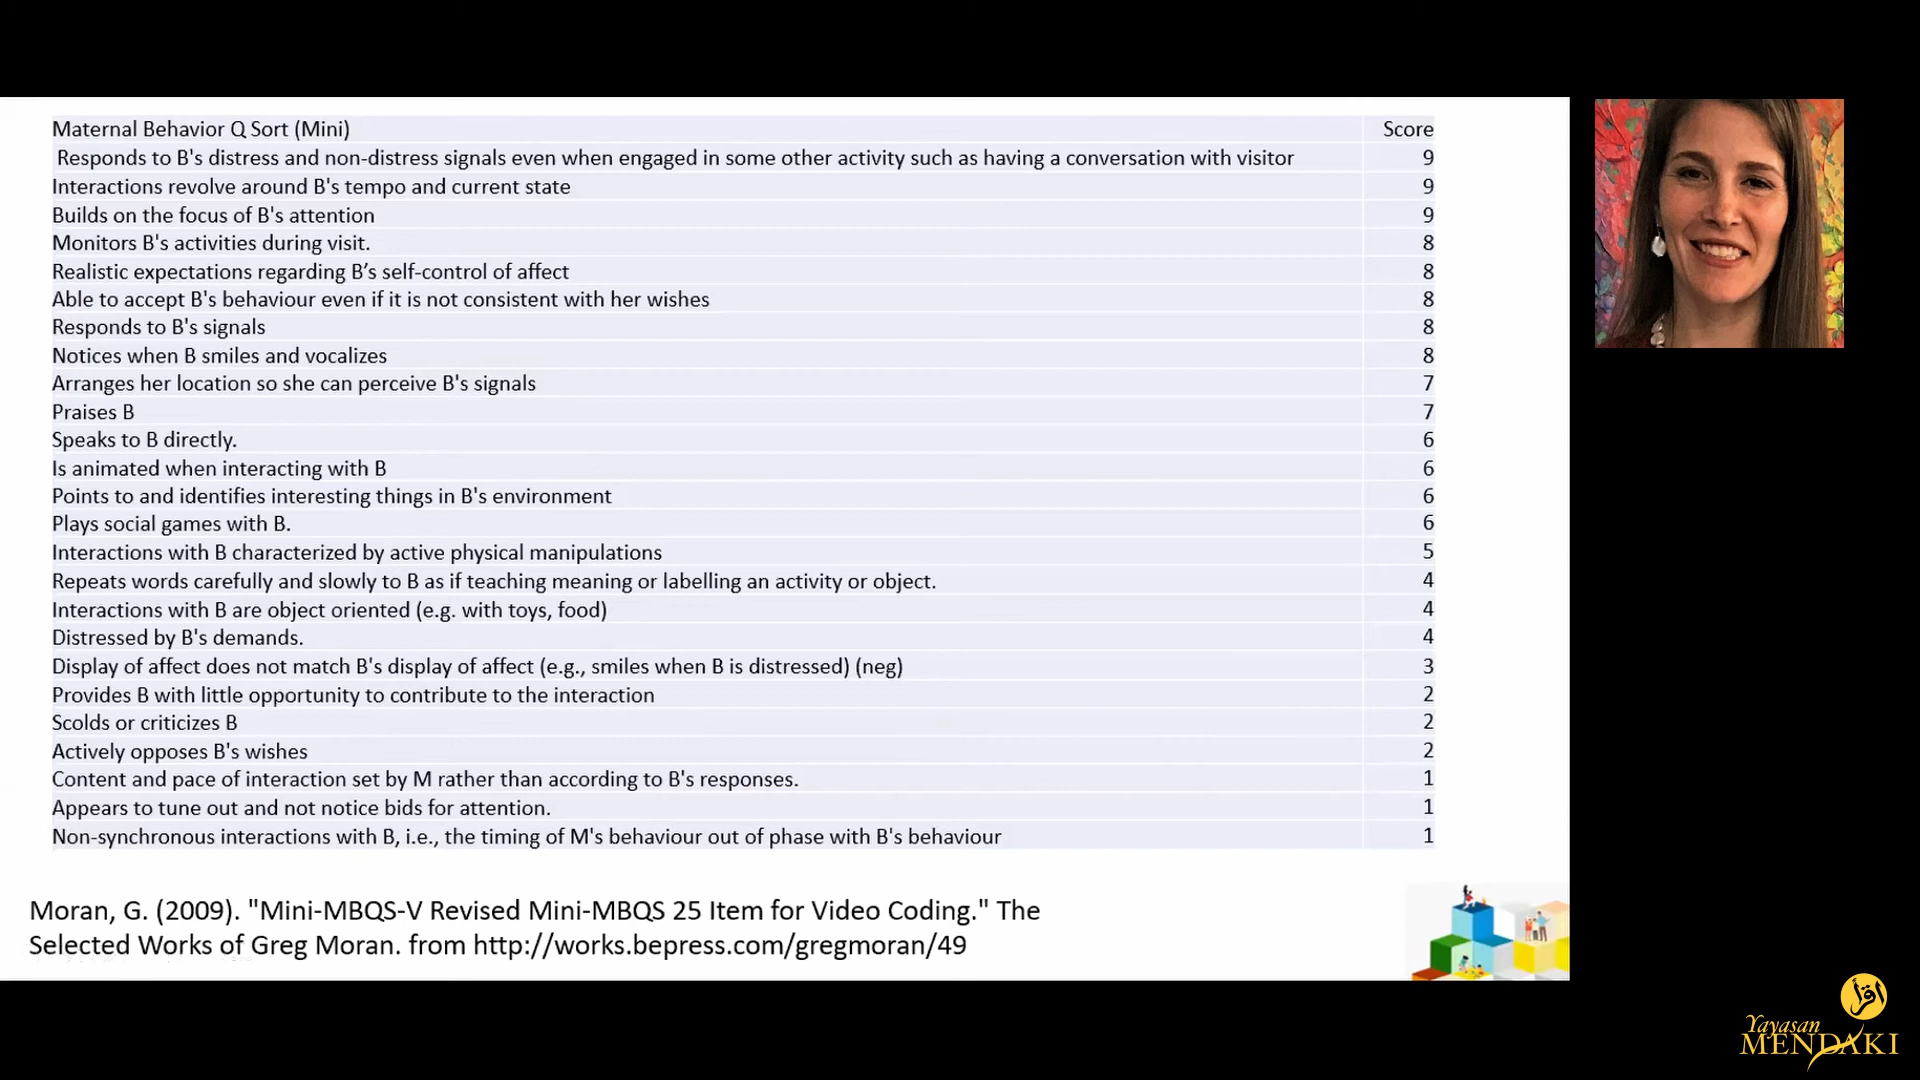 Maternal Behavior Q Sort (Mini) Score
Responds to B's distress and non-distress signals even when engaged in some other activity such as having a conversation with visitor 9
Interactions revolve around B's tempo and current state 9
Builds on the focus of B's attention 9
Monitors B's activities during visit. 8
Realistic expectations regarding B’s self-control of affect 8
Able to accept B's behaviour even if it is not consistent with her wishes 8
Responds to B's signals 8
Notices when B smiles and vocalizes 8
Arranges her location so she can perceive B's signals 7
Praises B 7
Speaks to B directly. 6
Is animated when interacting with B 6
Points to and identifies interesting things in B's environment 6
Plays social games with B. 6
Interactions with B characterized by active physical manipulations 5
Repeats words carefully and slowly to B as if teaching meaning or labelling an activity or object. 4
Interactions with B are object oriented (e.g. with toys, food) 4
Distressed by B's demands. 4
Display of affect does not match B's display of affect (e.g., smiles when B is distressed) (neg) 3
Provides B with little opportunity to contribute to the interaction 2
Scolds or criticizes B 2
Actively opposes B's wishes 2
Content and pace of interaction set by M rather than according to B's responses. 1
Appears to tune out and not notice bids for attention. 1
Non-synchronous interactions with B, i.e., the timing of M's behaviour out of phase with B's behaviour 1
Moran, G. (2009). "Mini-MBQS-V Revised Mini-MBQS 25 Item for Video Coding." The
Selected Works of Greg Moran. from http://works.bepress.com/gregmoran/49
اقرأ
Yayasan
MENDAKI